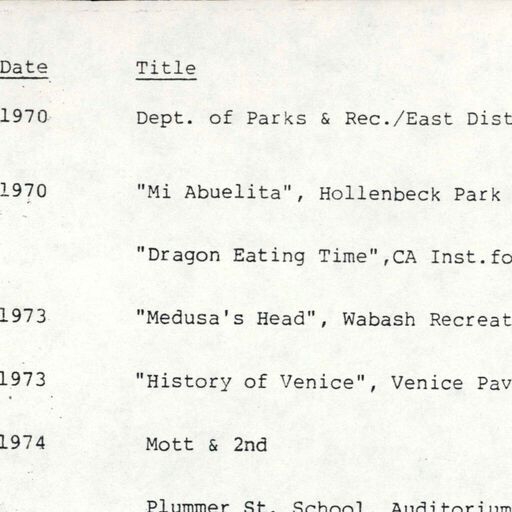 Date Title
1970 Dept. of Parks & Rec./East Dist
1970 "Mi Abuelita", Hollenbeck Park
"Dragon Eating Time",CA Inst.fo
1973 "Medusa's Head", Wabash Recreat
1973 "History of Venice", Venice Pav
1974 Mott & 2nd
Plummer St. School Auditorium